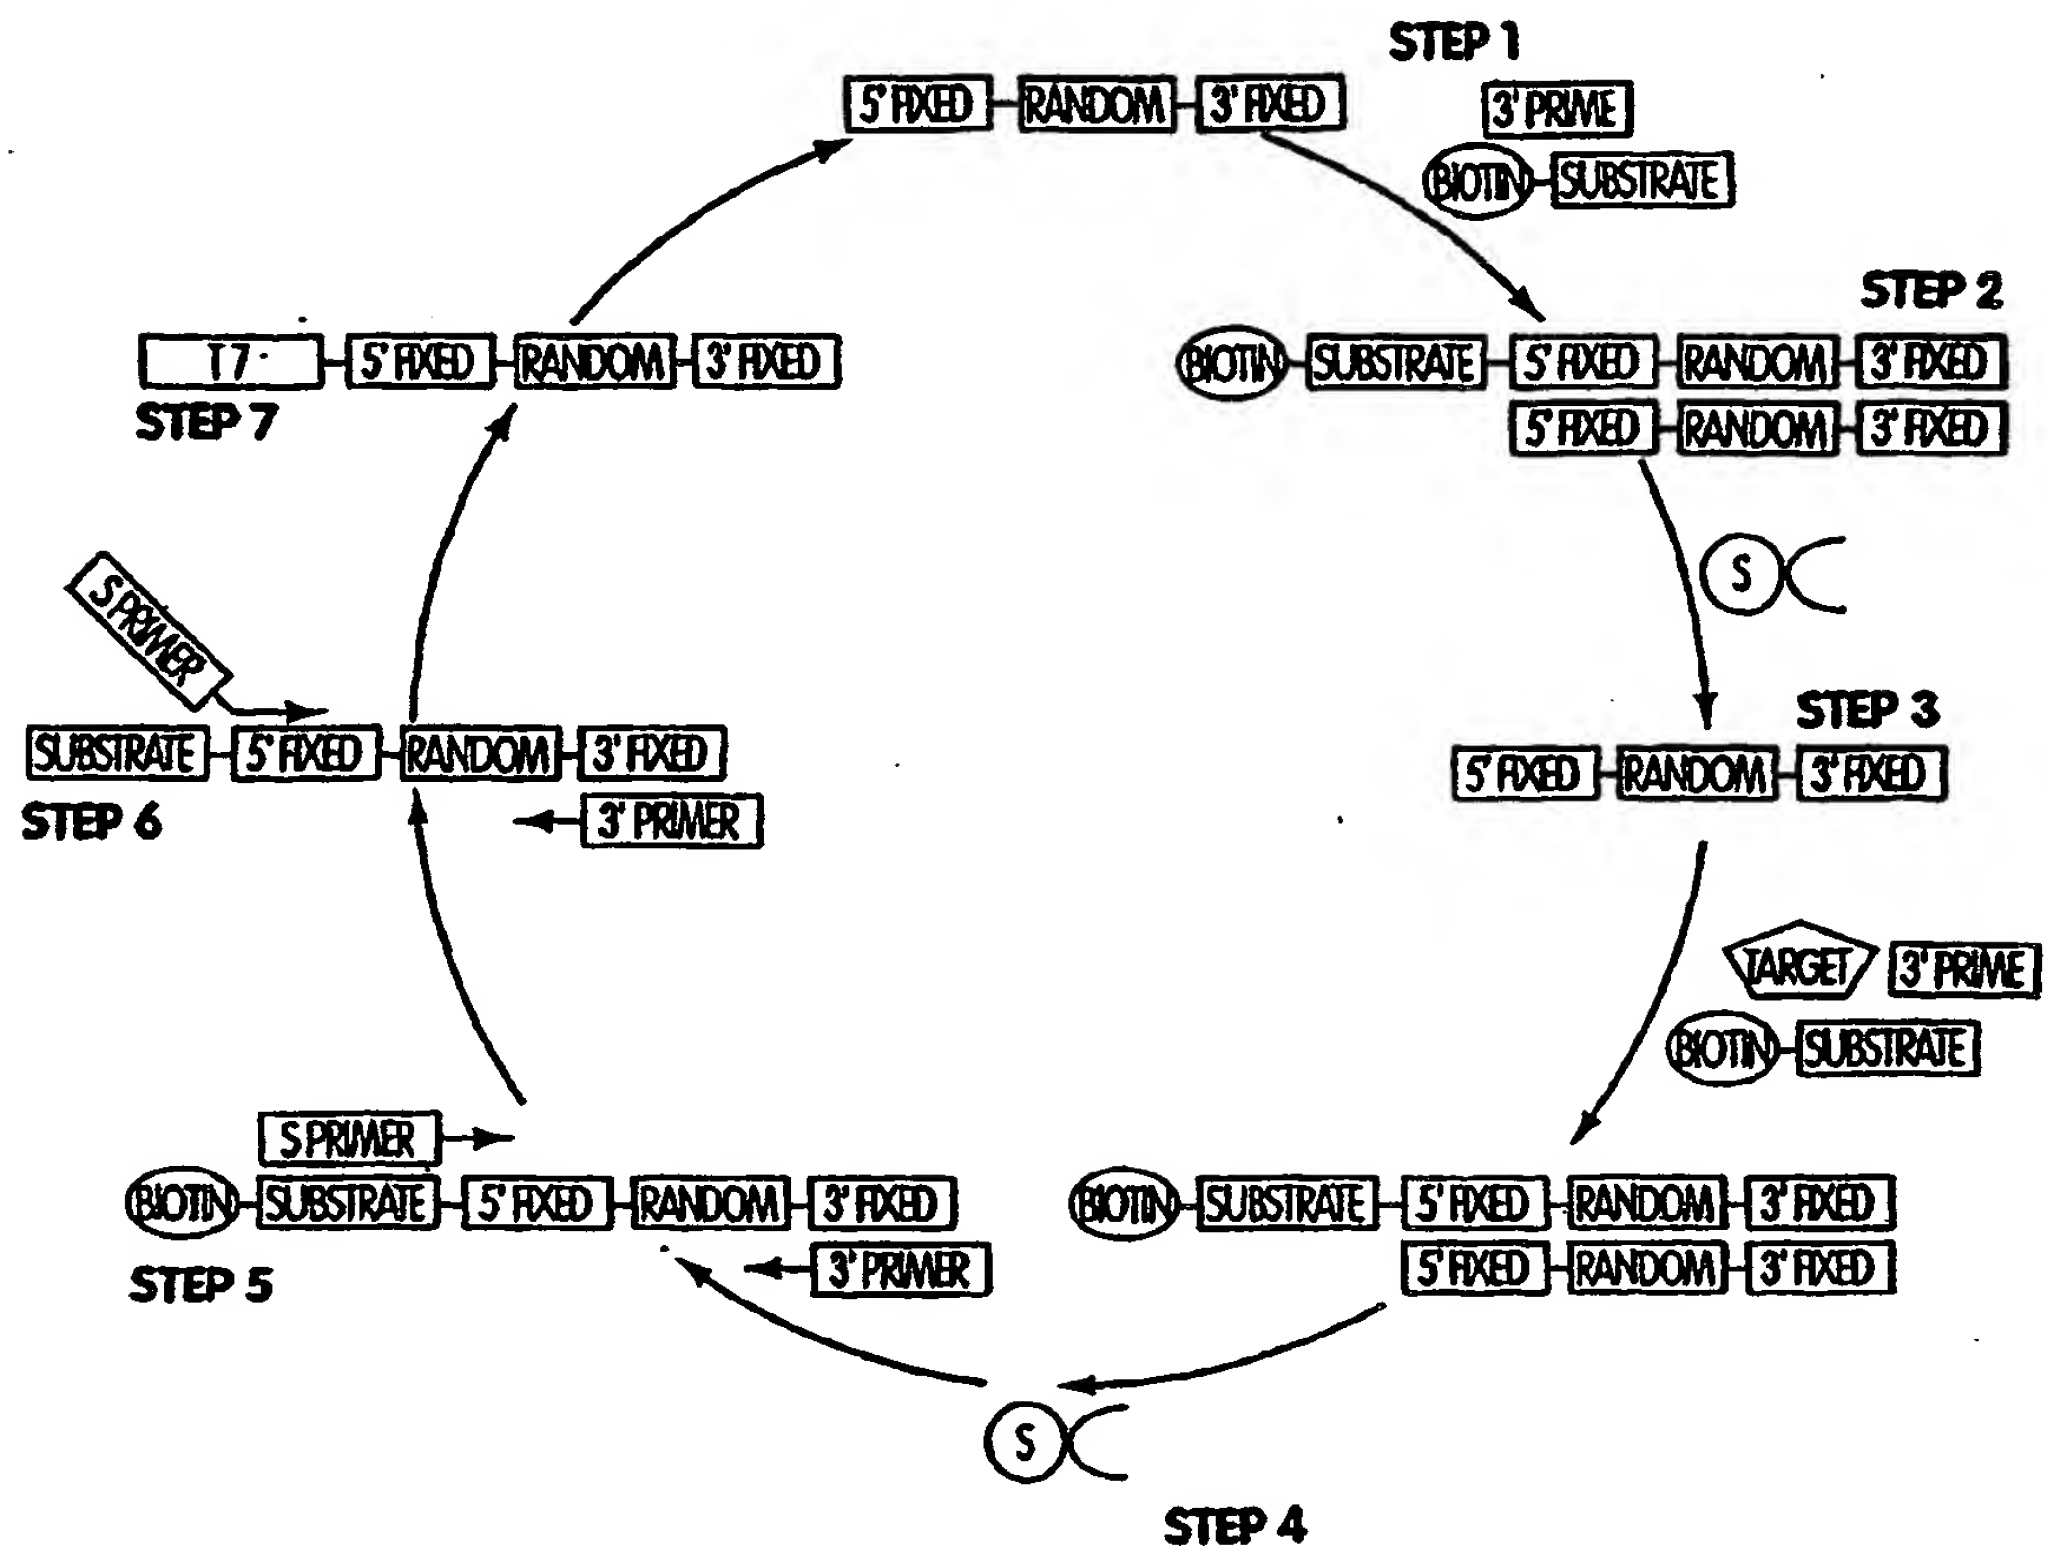 STEP 1
5' FIXED RANDOM 3' FIXED
3' PRIME
BIOTIN SUBSTRATE
STEP 2
BIOTIN SUBSTRATE 5' FIXED RANDOM 3' FIXED
5' FIXED RANDOM 3' FIXED
S
STEP 3
5' FIXED RANDOM 3' FIXED
TARGET 3' PRIME
BIOTIN SUBSTRATE
BIOTIN SUBSTRATE 5' FIXED RANDOM 3' FIXED
5' FIXED RANDOM 3' FIXED
S
STEP 4
S PRIMER
BIOTIN SUBSTRATE 5' FIXED RANDOM 3' FIXED
3' PRIMER
STEP 5
S PRIMER
SUBSTRATE 5' FIXED RANDOM 3' FIXED
3' PRIMER
STEP 6
T7 5' FIXED RANDOM 3' FIXED
STEP 7